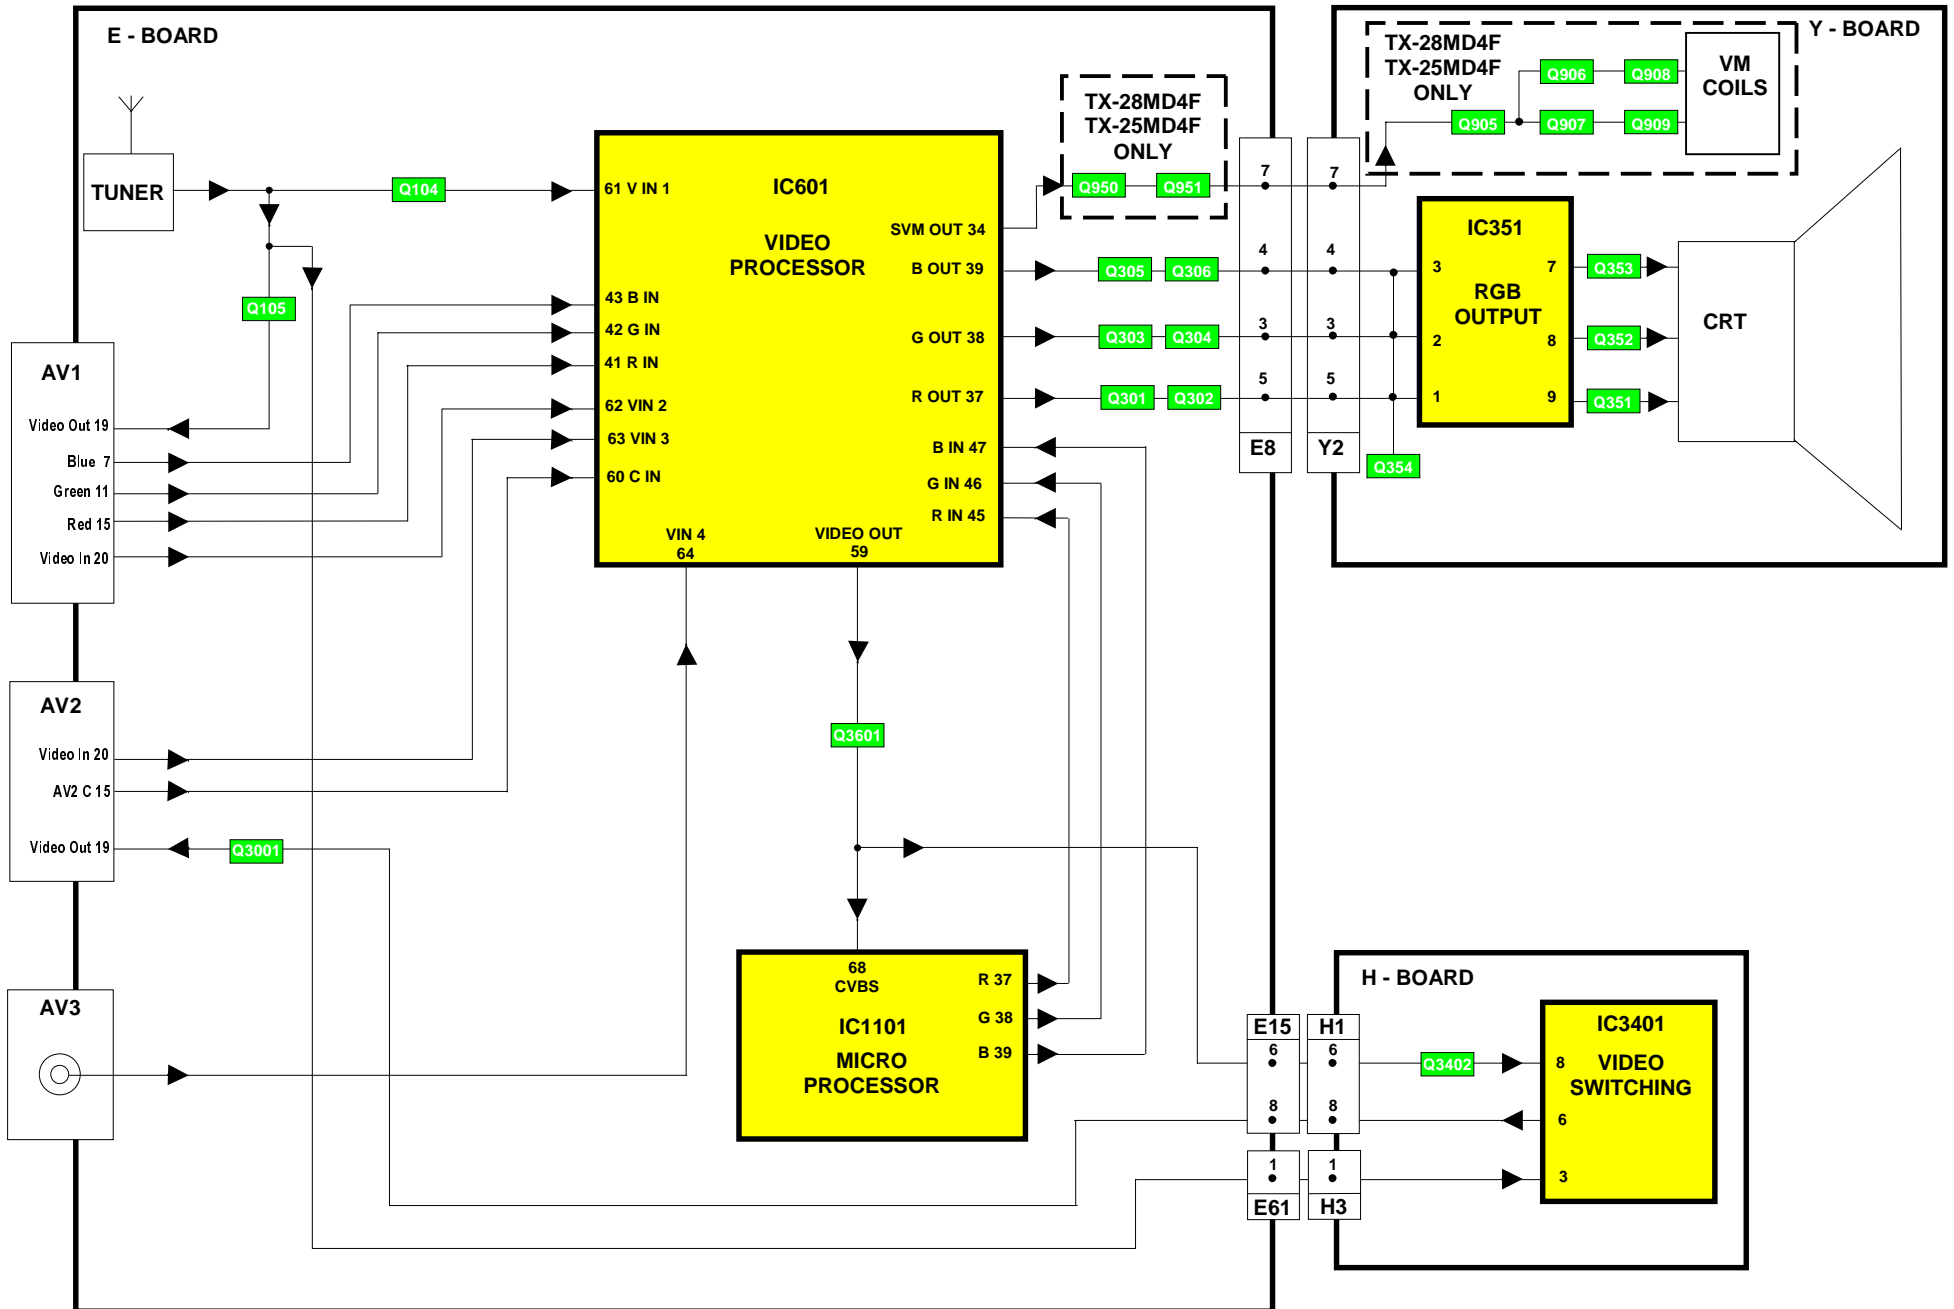 E - BOARD
TUNER
Q104
Q105
AV1
Video Out 19
Blue 7
Green 11
Red 15
Video In 20
AV2
Video In 20
AV2 C 15
Video Out 19
Q3001
AV3
61 V IN 1
IC601
VIDEO
PROCESSOR
43 B IN
42 G IN
41 R IN
62 VIN 2
63 VIN 3
60 C IN
VIN 4
64
VIDEO OUT
59
SVM OUT 34
B OUT 39
G OUT 38
R OUT 37
B IN 47
G IN 46
R IN 45
TX-28MD4F
TX-25MD4F
ONLY
Q950
Q951
Q305
Q306
Q303
Q304
Q301
Q302
7
4
3
5
E8
7
4
3
5
Y2
Y - BOARD
TX-28MD4F
TX-25MD4F
ONLY
Q905
Q906
Q908
Q907
Q909
VM
COILS
IC351
RGB
OUTPUT
3
2
1
7
8
9
Q353
Q352
Q351
Q354
CRT
Q3601
68
CVBS
IC1101
MICRO
PROCESSOR
R 37
G 38
B 39
E15
6
8
1
E61
H1
6
8
1
H3
H - BOARD
Q3402
IC3401
VIDEO
SWITCHING
8
6
3